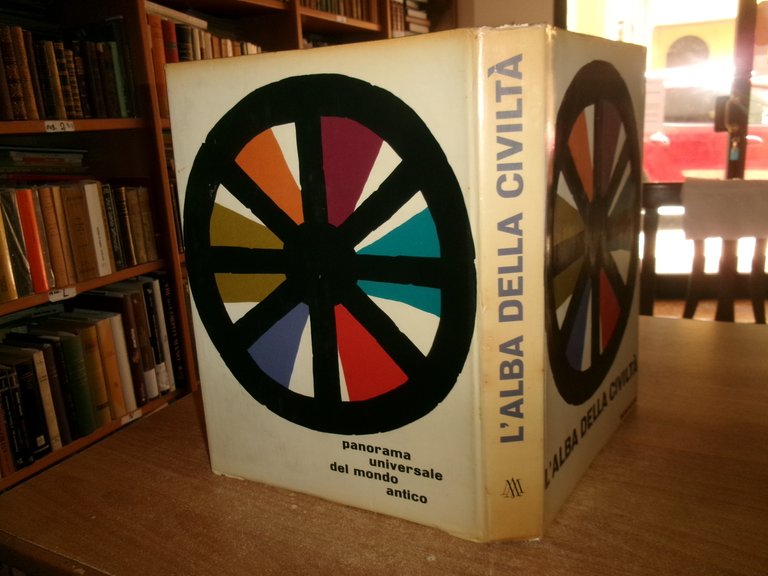 panorama
universale
del mondo
antico
L'ALBA DELLA CIVILTÀ
L'ALBA DELLA CIVILTÀ